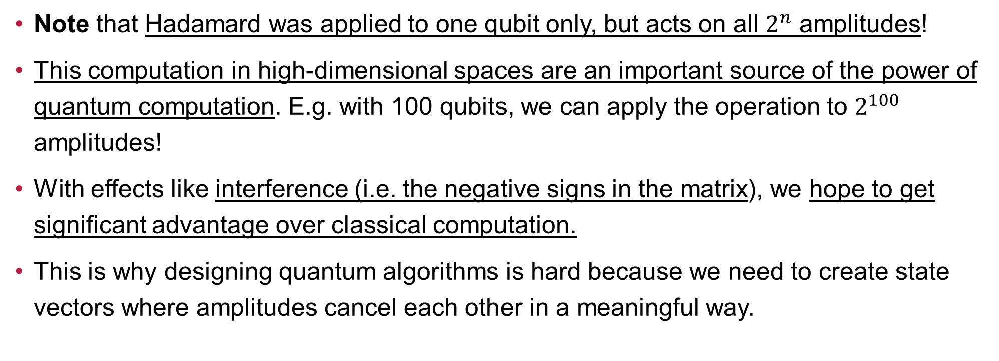 • Note that Hadamard was applied to one qubit only, but acts on all 2ⁿ amplitudes!
• This computation in high-dimensional spaces are an important source of the power of
quantum computation. E.g. with 100 qubits, we can apply the operation to 2¹⁰⁰
amplitudes!
• With effects like interference (i.e. the negative signs in the matrix), we hope to get
significant advantage over classical computation.
• This is why designing quantum algorithms is hard because we need to create state
vectors where amplitudes cancel each other in a meaningful way.